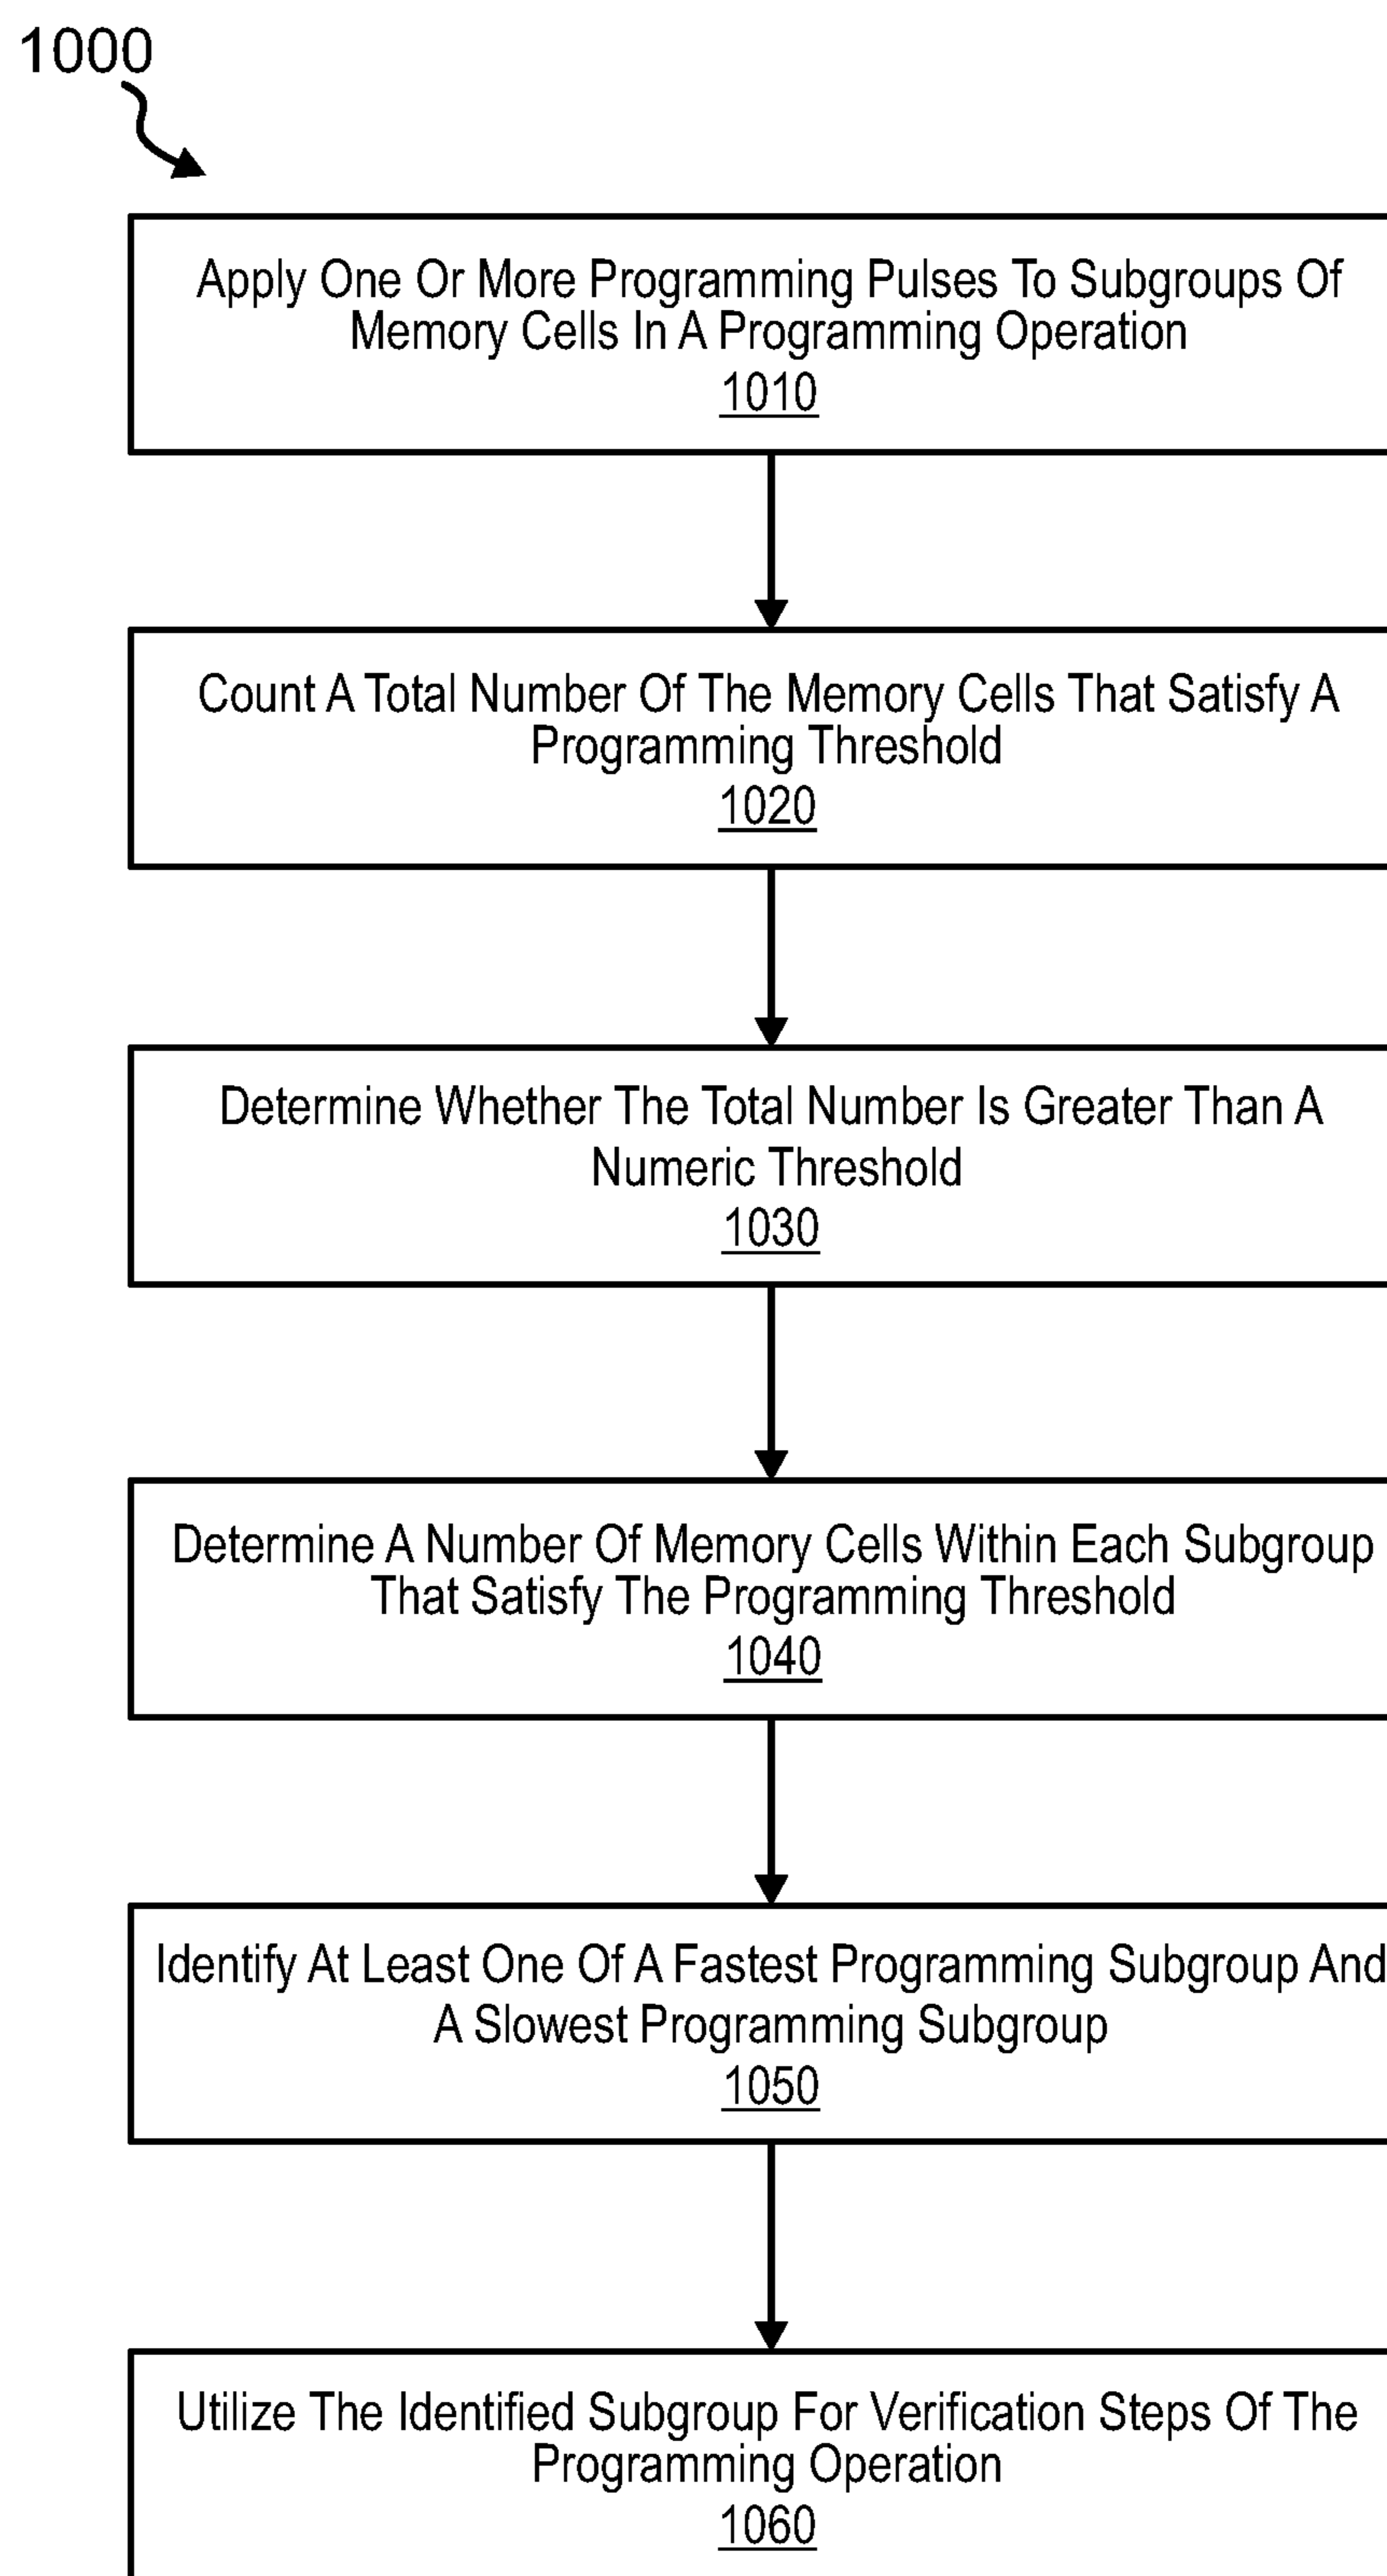 1000
Apply One Or More Programming Pulses To Subgroups Of
Memory Cells In A Programming Operation
1010
Count A Total Number Of The Memory Cells That Satisfy A
Programming Threshold
1020
Determine Whether The Total Number Is Greater Than A
Numeric Threshold
1030
Determine A Number Of Memory Cells Within Each Subgroup
That Satisfy The Programming Threshold
1040
Identify At Least One Of A Fastest Programming Subgroup And
A Slowest Programming Subgroup
1050
Utilize The Identified Subgroup For Verification Steps Of The
Programming Operation
1060